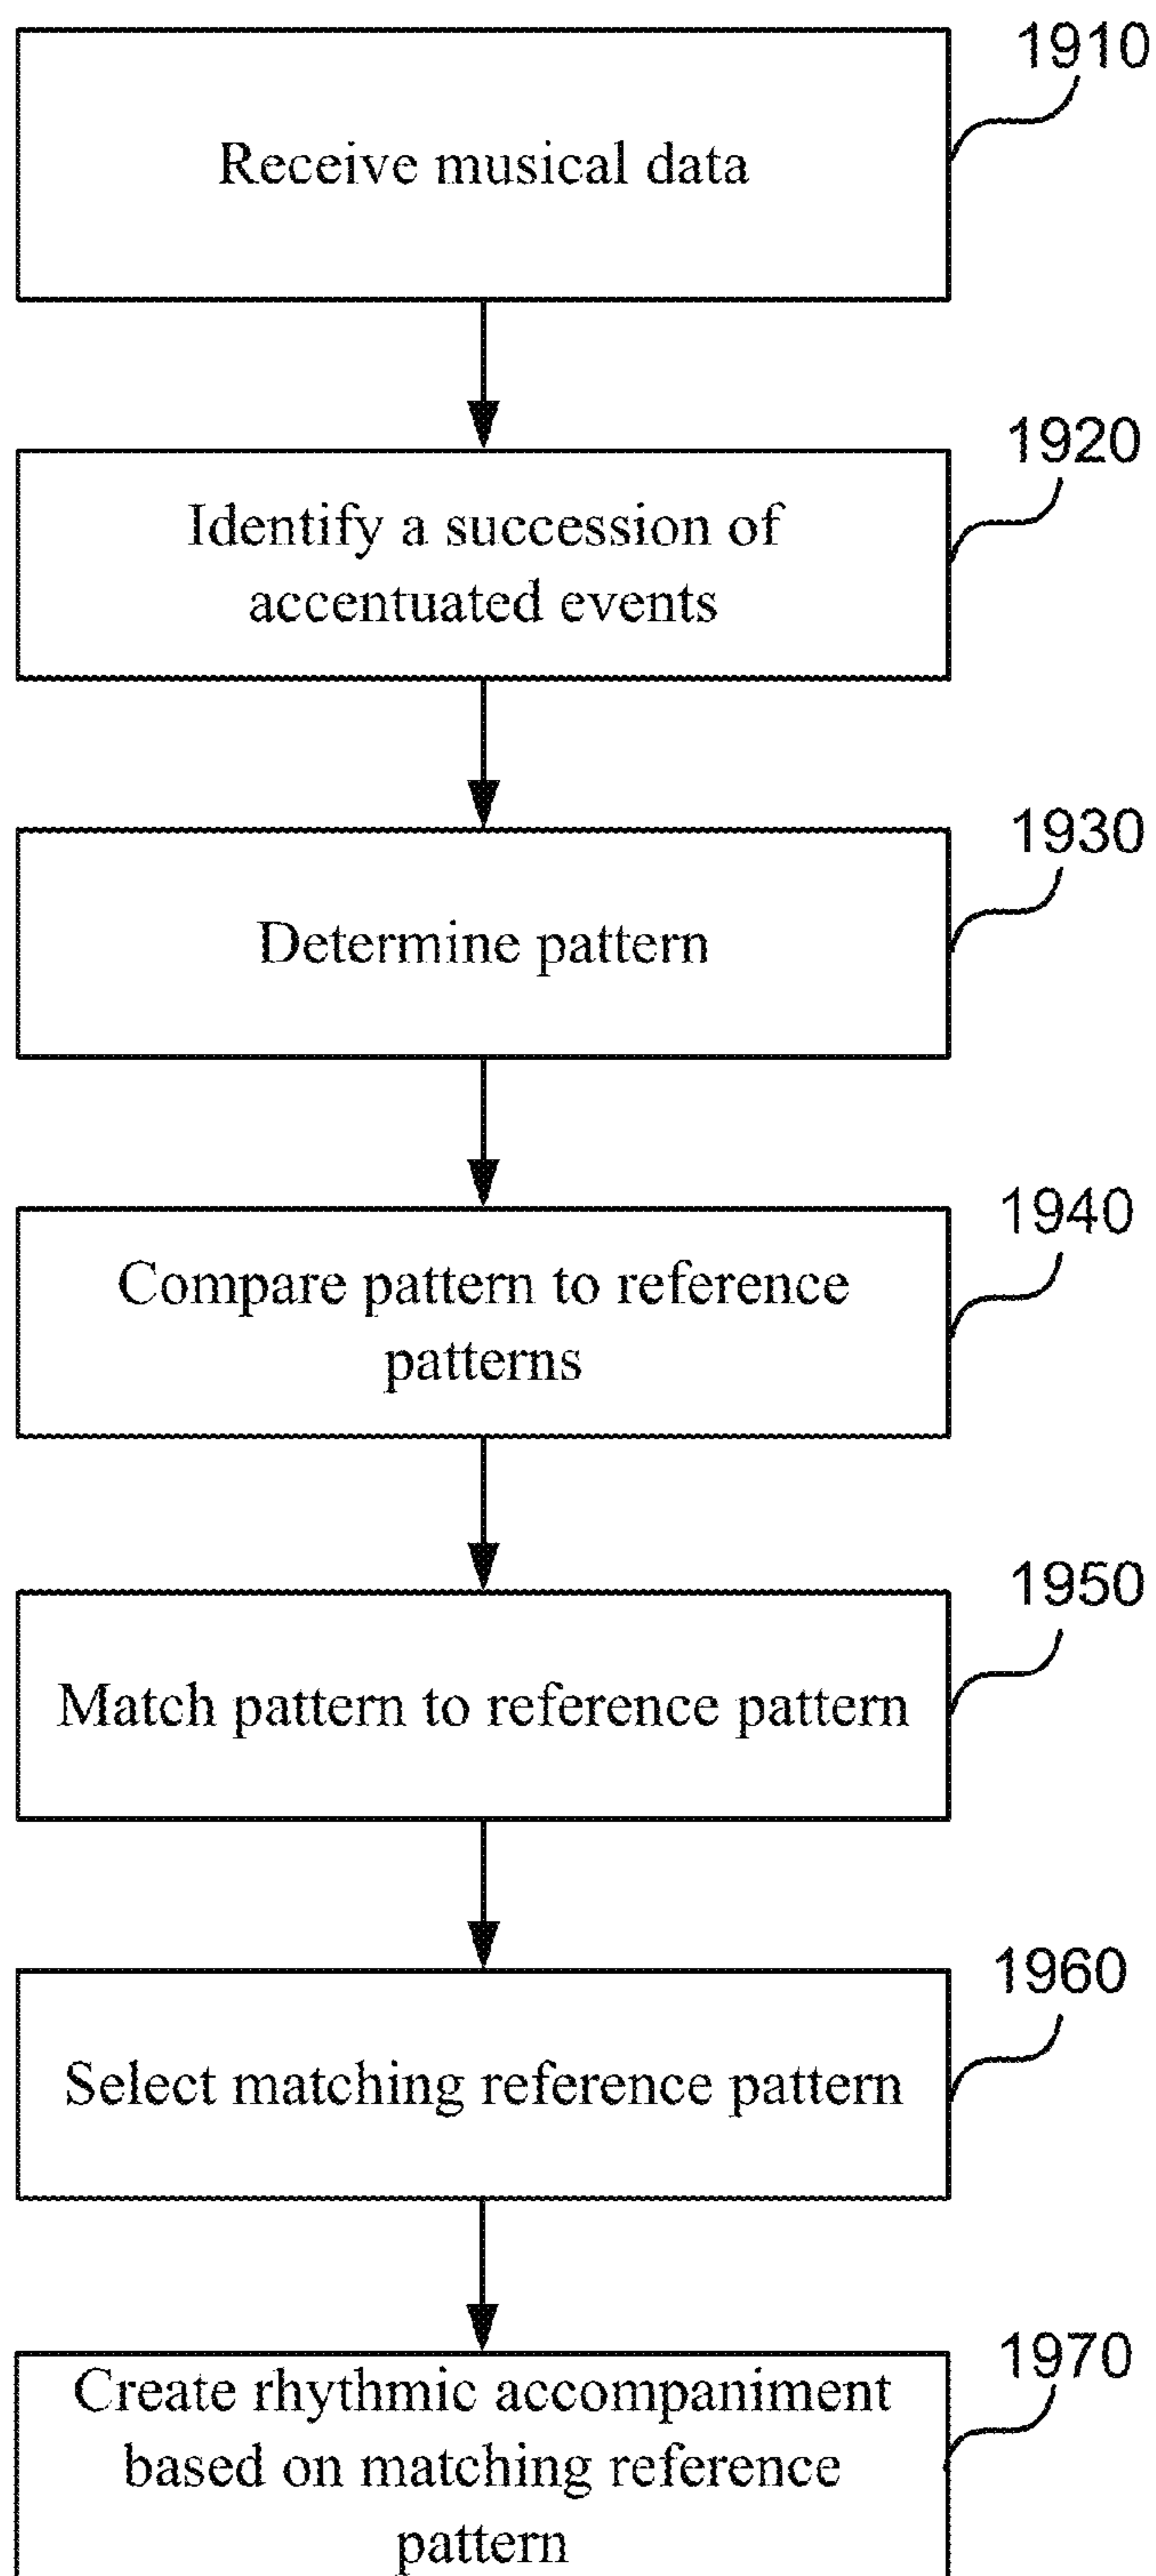 1910
Receive musical data
1920
Identify a succession of
accentuated events
1930
Determine pattern
1940
Compare pattern to reference
patterns
1950
Match pattern to reference pattern
1960
Select matching reference pattern
1970
Create rhythmic accompaniment
based on matching reference
pattern